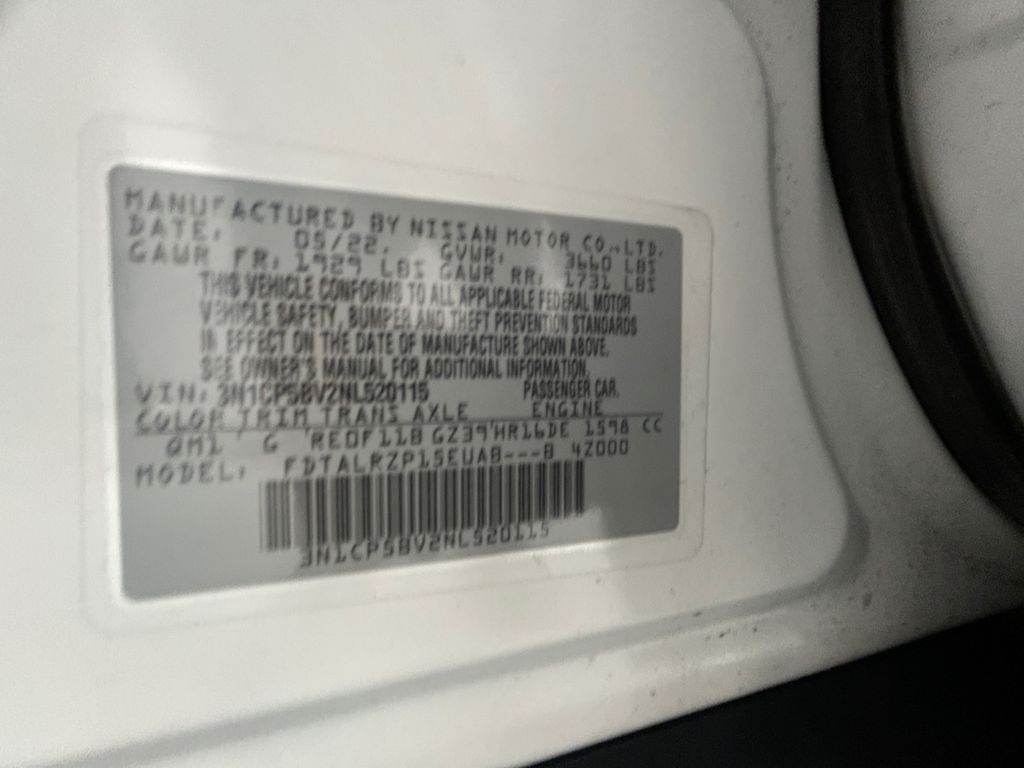 MANUFACTURED BY NISSAN MOTOR CO.,LTD.
DATE: 05/22, GVWR: 3660 LBS
GAWR FR: 1929 LBS GAWR RR: 1731 LBS
THIS VEHICLE CONFORMS TO ALL APPLICABLE FEDERAL MOTOR
VEHICLE SAFETY, BUMPER AND THEFT PREVENTION STANDARDS
IN EFFECT ON THE DATE OF MANUFACTURE SHOWN ABOVE.
SEE OWNER'S MANUAL FOR ADDITIONAL INFORMATION.
VIN: 3N1CP5BV2NL520115 PASSENGER CAR.
COLOR TRIM TRANS AXLE ENGINE
QM1 G RE0F11B GZ39 HR16DE 1598 CC
MODEL: FDTALRZP15EUAB---B 4Z000
3N1CP5BV2NL520115